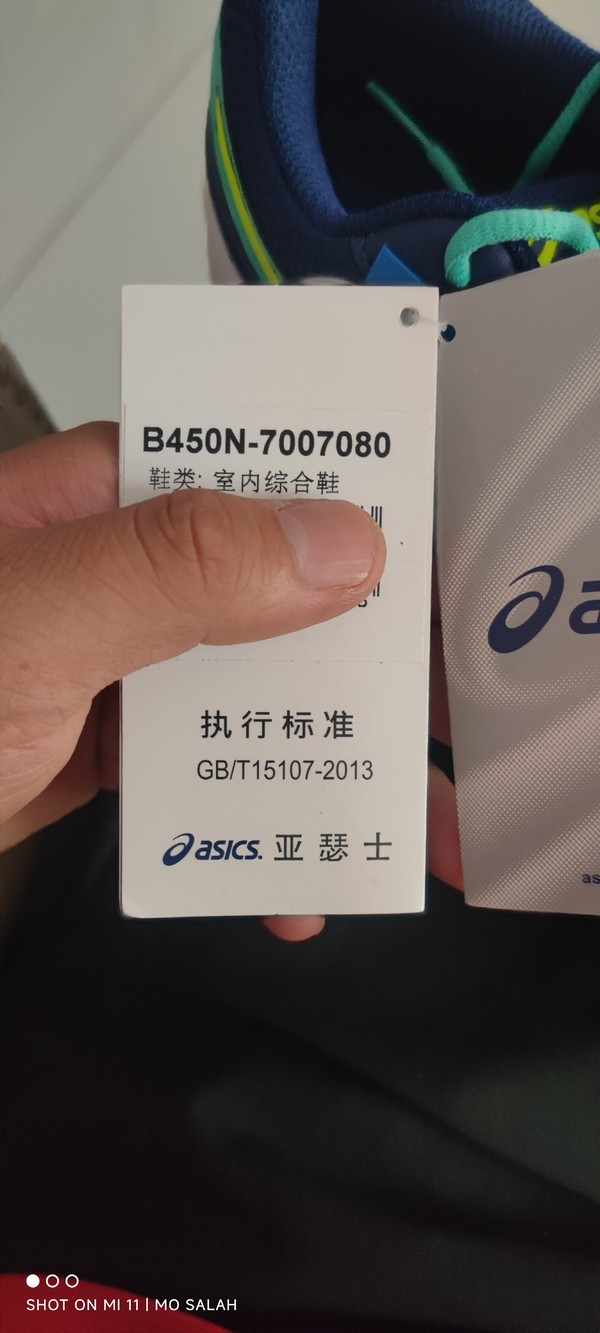 B450N-7007080
鞋类: 室内综合鞋
执行标准
GB/T15107-2013
asics. 亚瑟士
as
SHOT ON MI 11 | MO SALAH